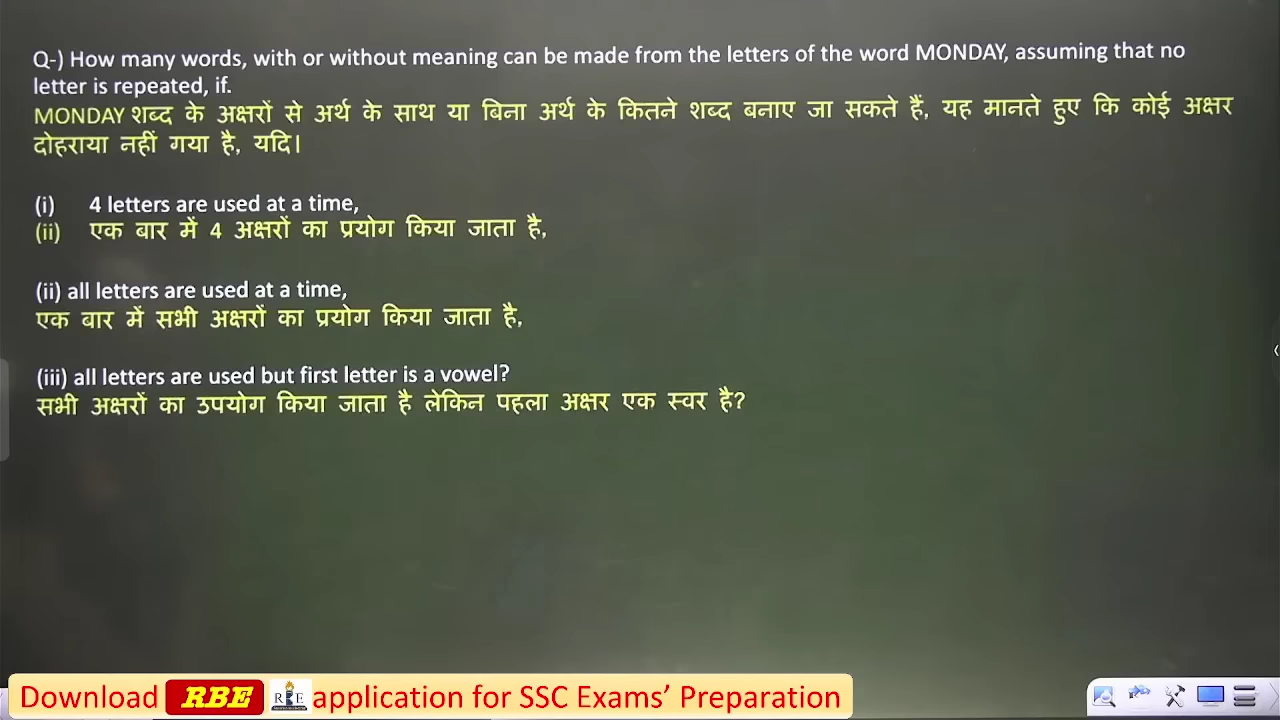 Q-) How many words, with or without meaning can be made from the letters of the word MONDAY, assuming that no
letter is repeated, if.
MONDAY शब्द के अक्षरों से अर्थ के साथ या बिना अर्थ के कितने शब्द बनाए जा सकते हैं, यह मानते हुए कि कोई अक्षर
दोहराया नहीं गया है, यदि।
(i) 4 letters are used at a time,
(ii) एक बार में 4 अक्षरों का प्रयोग किया जाता है,
(ii) all letters are used at a time,
एक बार में सभी अक्षरों का प्रयोग किया जाता है,
(iii) all letters are used but first letter is a vowel?
सभी अक्षरों का उपयोग किया जाता है लेकिन पहला अक्षर एक स्वर है?
Download RBE RBE application for SSC Exams’ Preparation